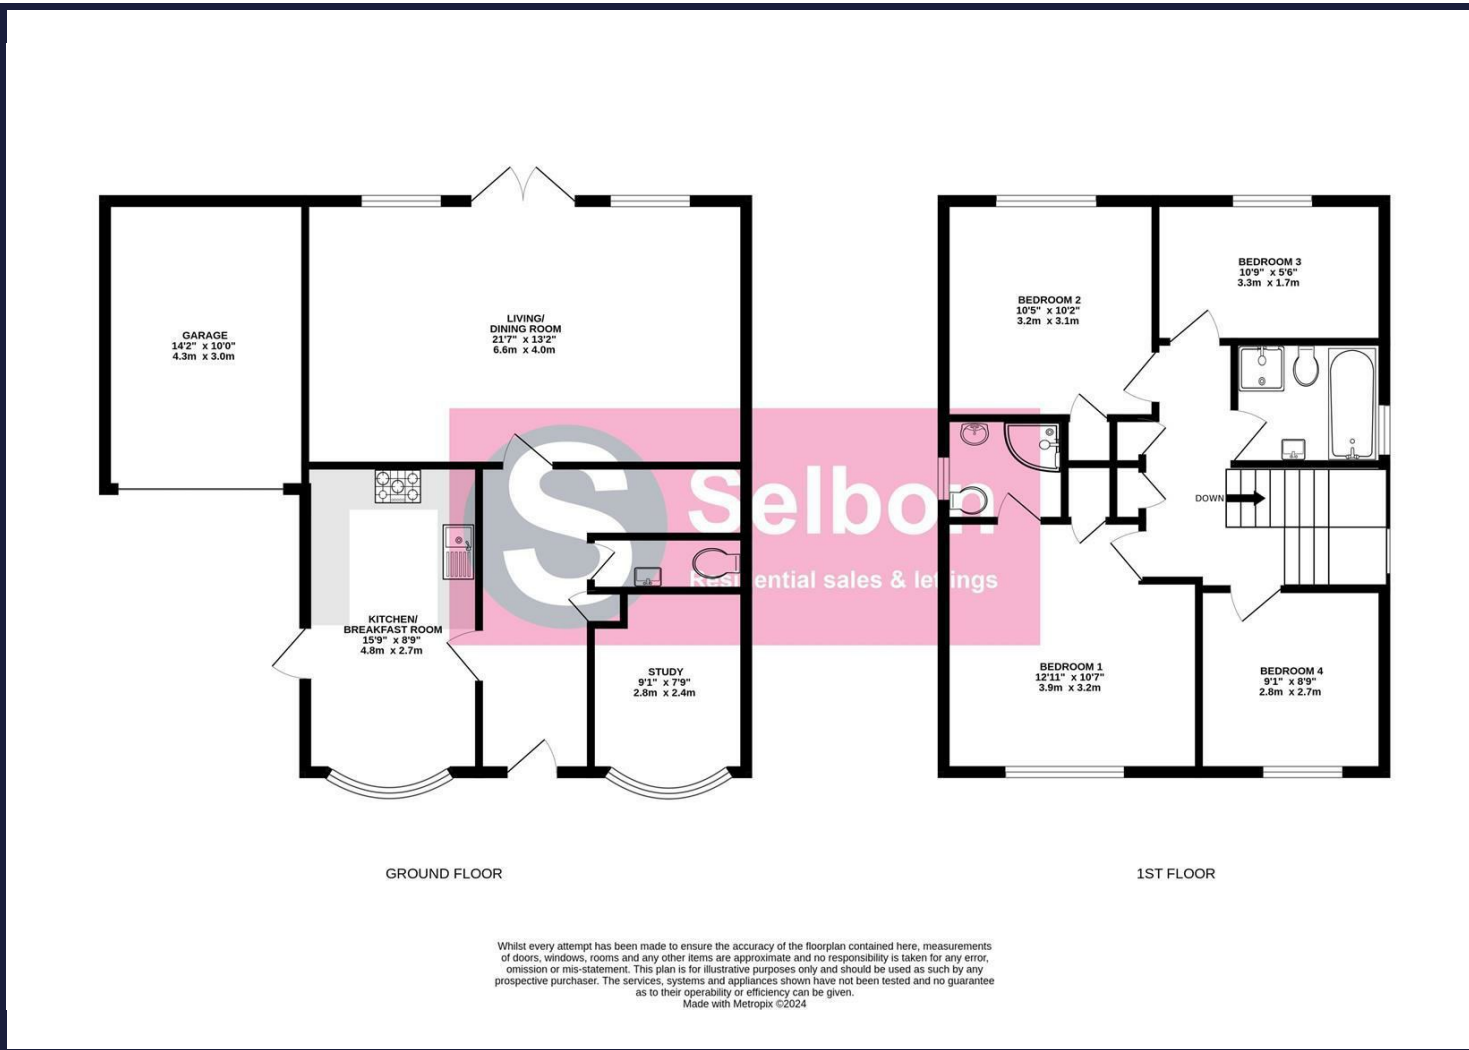 BEDROOM 3
10'9" x 5'6"
3.3m x 1.7m
BEDROOM 2
10'5" x 10'2"
3.2m x 3.1m
LIVING/
DINING ROOM
21'7" x 13'2"
6.6m x 4.0m
GARAGE
14'2" x 10'0"
4.3m x 3.0m
S
Selbon
Residential sales & lettings
DOWN
KITCHEN/
BREAKFAST ROOM
15'9" x 8'9"
4.8m x 2.7m
STUDY
9'1" x 7'9"
2.8m x 2.4m
BEDROOM 1
12'11" x 10'7"
3.9m x 3.2m
BEDROOM 4
9'1" x 8'9"
2.8m x 2.7m
GROUND FLOOR
1ST FLOOR
Whilst every attempt has been made to ensure the accuracy of the floorplan contained here, measurements
of doors, windows, rooms and any other items are approximate and no responsibility is taken for any error,
omission or mis-statement. This plan is for illustrative purposes only and should be used as such by any
prospective purchaser. The services, systems and appliances shown have not been tested and no guarantee
as to their operability or efficiency can be given.
Made with Metropix ©2024